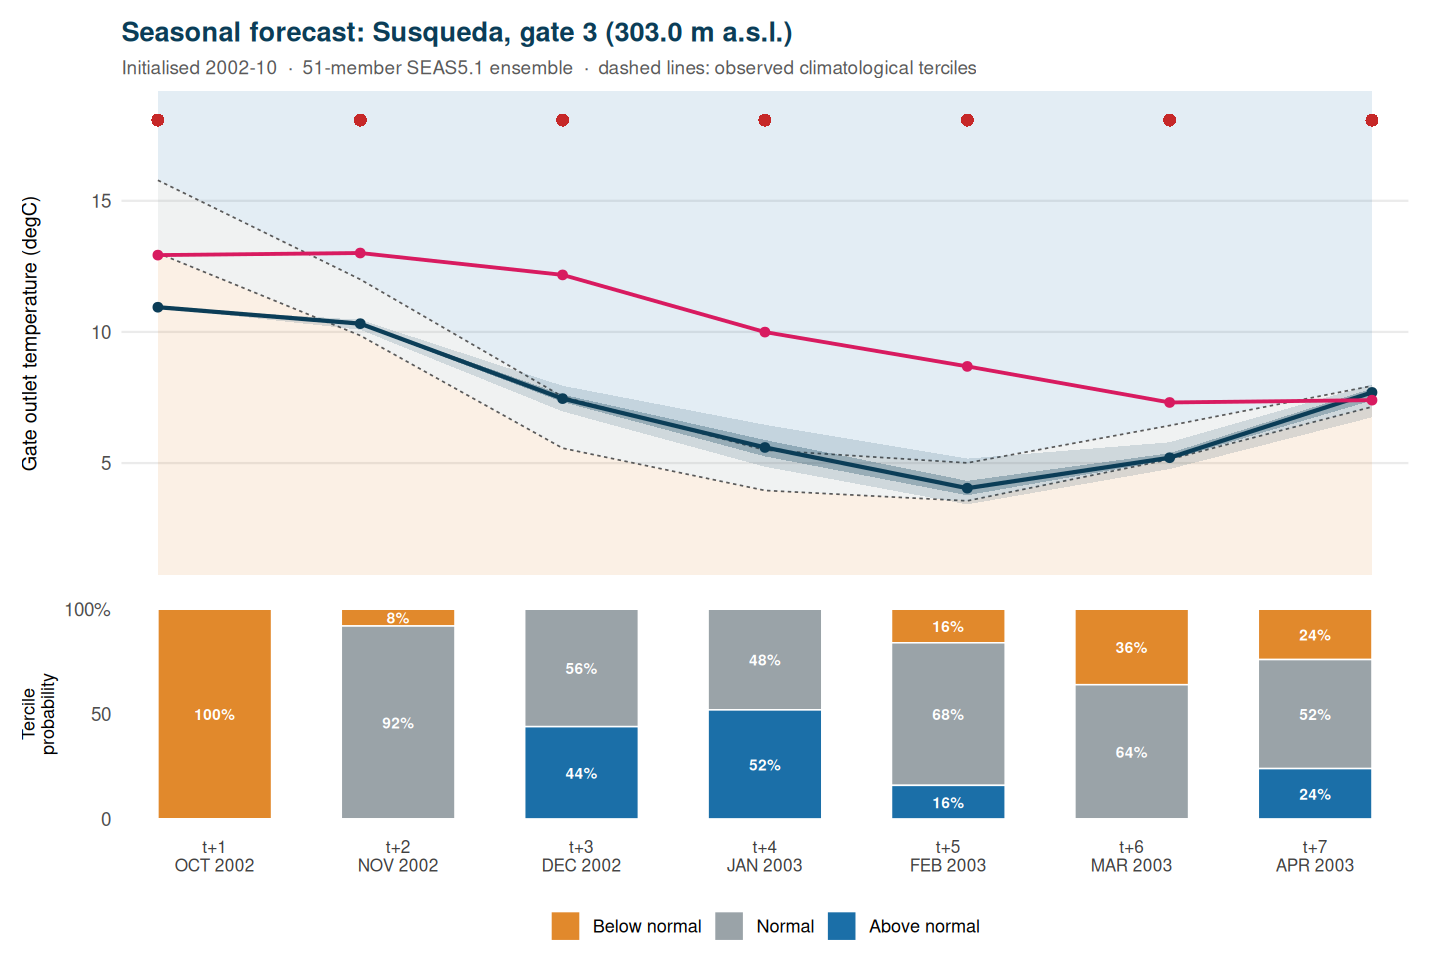 Seasonal forecast: Susqueda, gate 3 (303.0 m a.s.l.)
Initialised 2002-10 · 51-member SEAS5.1 ensemble · dashed lines: observed climatological terciles
Gate outlet temperature (degC)
15
10
5
Tercile
probability
100%
50
0
100%
8%
92%
56%
44%
48%
52%
16%
68%
16%
36%
64%
24%
52%
24%
t+1
OCT 2002
t+2
NOV 2002
t+3
DEC 2002
t+4
JAN 2003
t+5
FEB 2003
t+6
MAR 2003
t+7
APR 2003
Below normal
Normal
Above normal